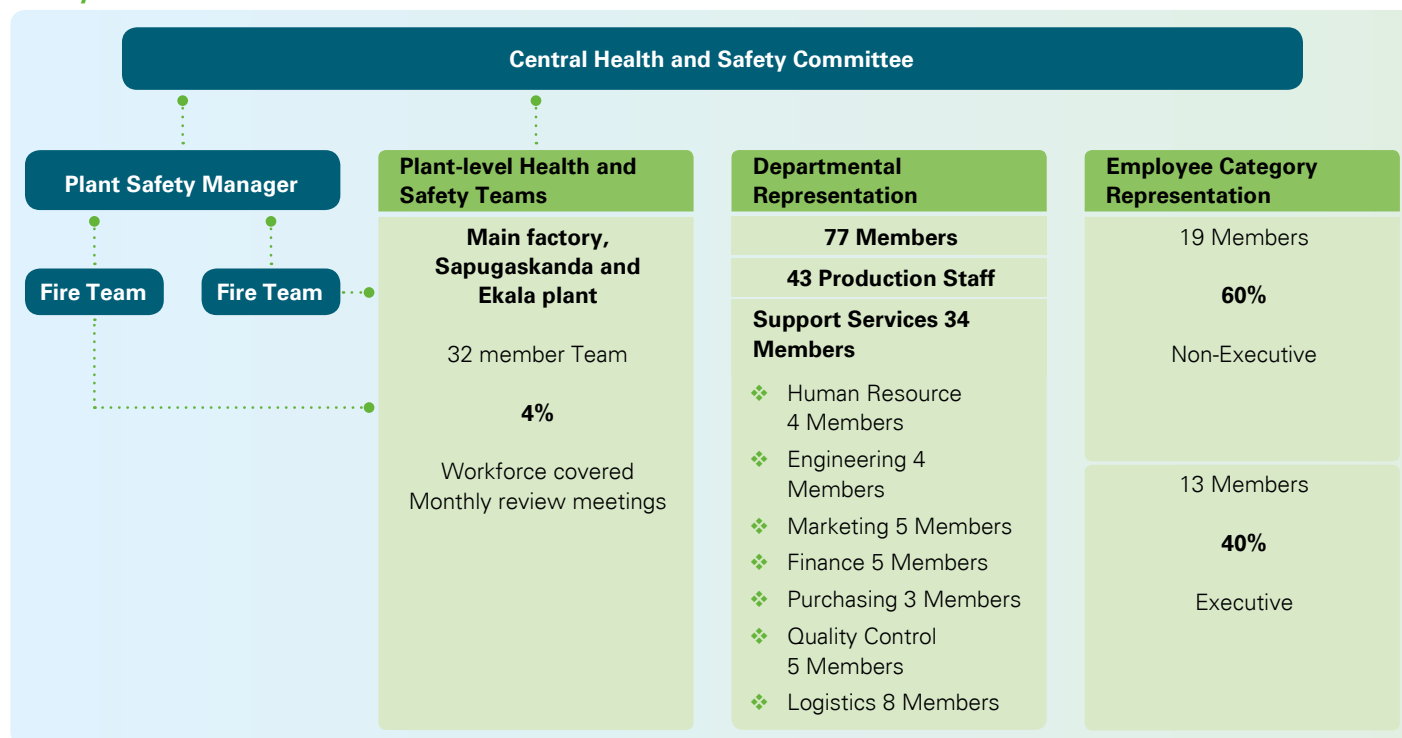 Central Health and Safety Committee
Plant Safety Manager
Fire Team
Fire Team
Plant-level Health and
Safety Teams
Main factory,
Sapugaskanda and
Ekala plant
32 member Team
4%
Workforce covered
Monthly review meetings
Departmental
Representation
77 Members
43 Production Staff
Support Services 34
Members
❖ Human Resource
4 Members
❖ Engineering 4
Members
❖ Marketing 5 Members
❖ Finance 5 Members
❖ Purchasing 3 Members
❖ Quality Control
5 Members
❖ Logistics 8 Members
Employee Category
Representation
19 Members
60%
Non-Executive
13 Members
40%
Executive